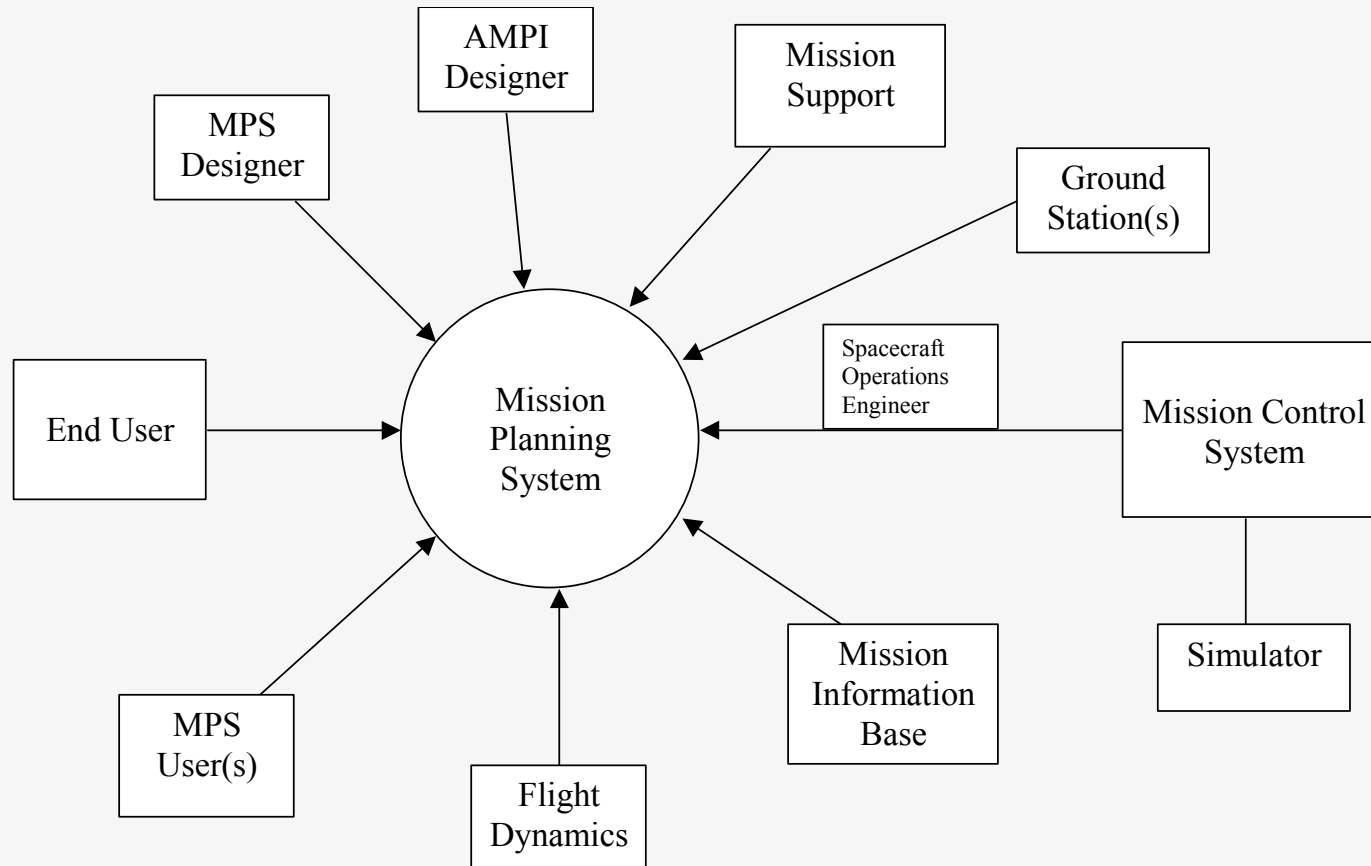 AMPI
Designer
Mission
Support
MPS
Designer
Ground
Station(s)
Spacecraft
Operations
Engineer
End User
Mission
Planning
System
Mission Control
System
Mission
Information
Base
Simulator
MPS
User(s)
Flight
Dynamics